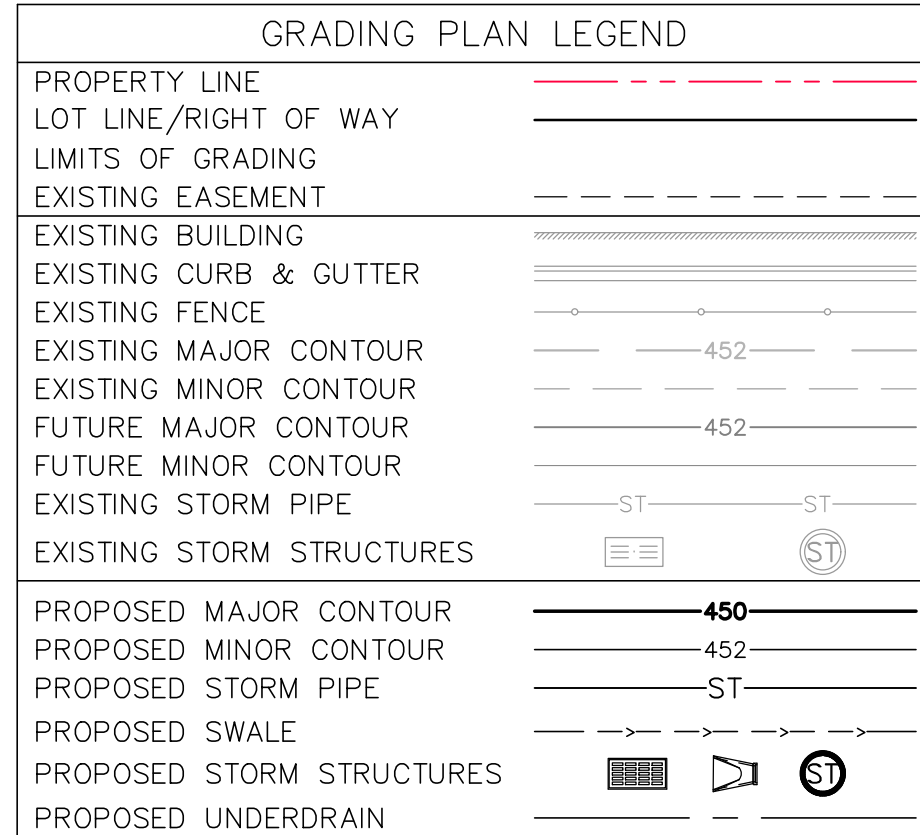 GRADING PLAN LEGEND
PROPERTY LINE
LOT LINE/RIGHT OF WAY
LIMITS OF GRADING
EXISTING EASEMENT
EXISTING BUILDING
EXISTING CURB & GUTTER
EXISTING FENCE
EXISTING MAJOR CONTOUR 452
EXISTING MINOR CONTOUR
FUTURE MAJOR CONTOUR 452
FUTURE MINOR CONTOUR
EXISTING STORM PIPE ST ST
EXISTING STORM STRUCTURES ST
PROPOSED MAJOR CONTOUR 450
PROPOSED MINOR CONTOUR 452
PROPOSED STORM PIPE ST
PROPOSED SWALE
PROPOSED STORM STRUCTURES ST
PROPOSED UNDERDRAIN